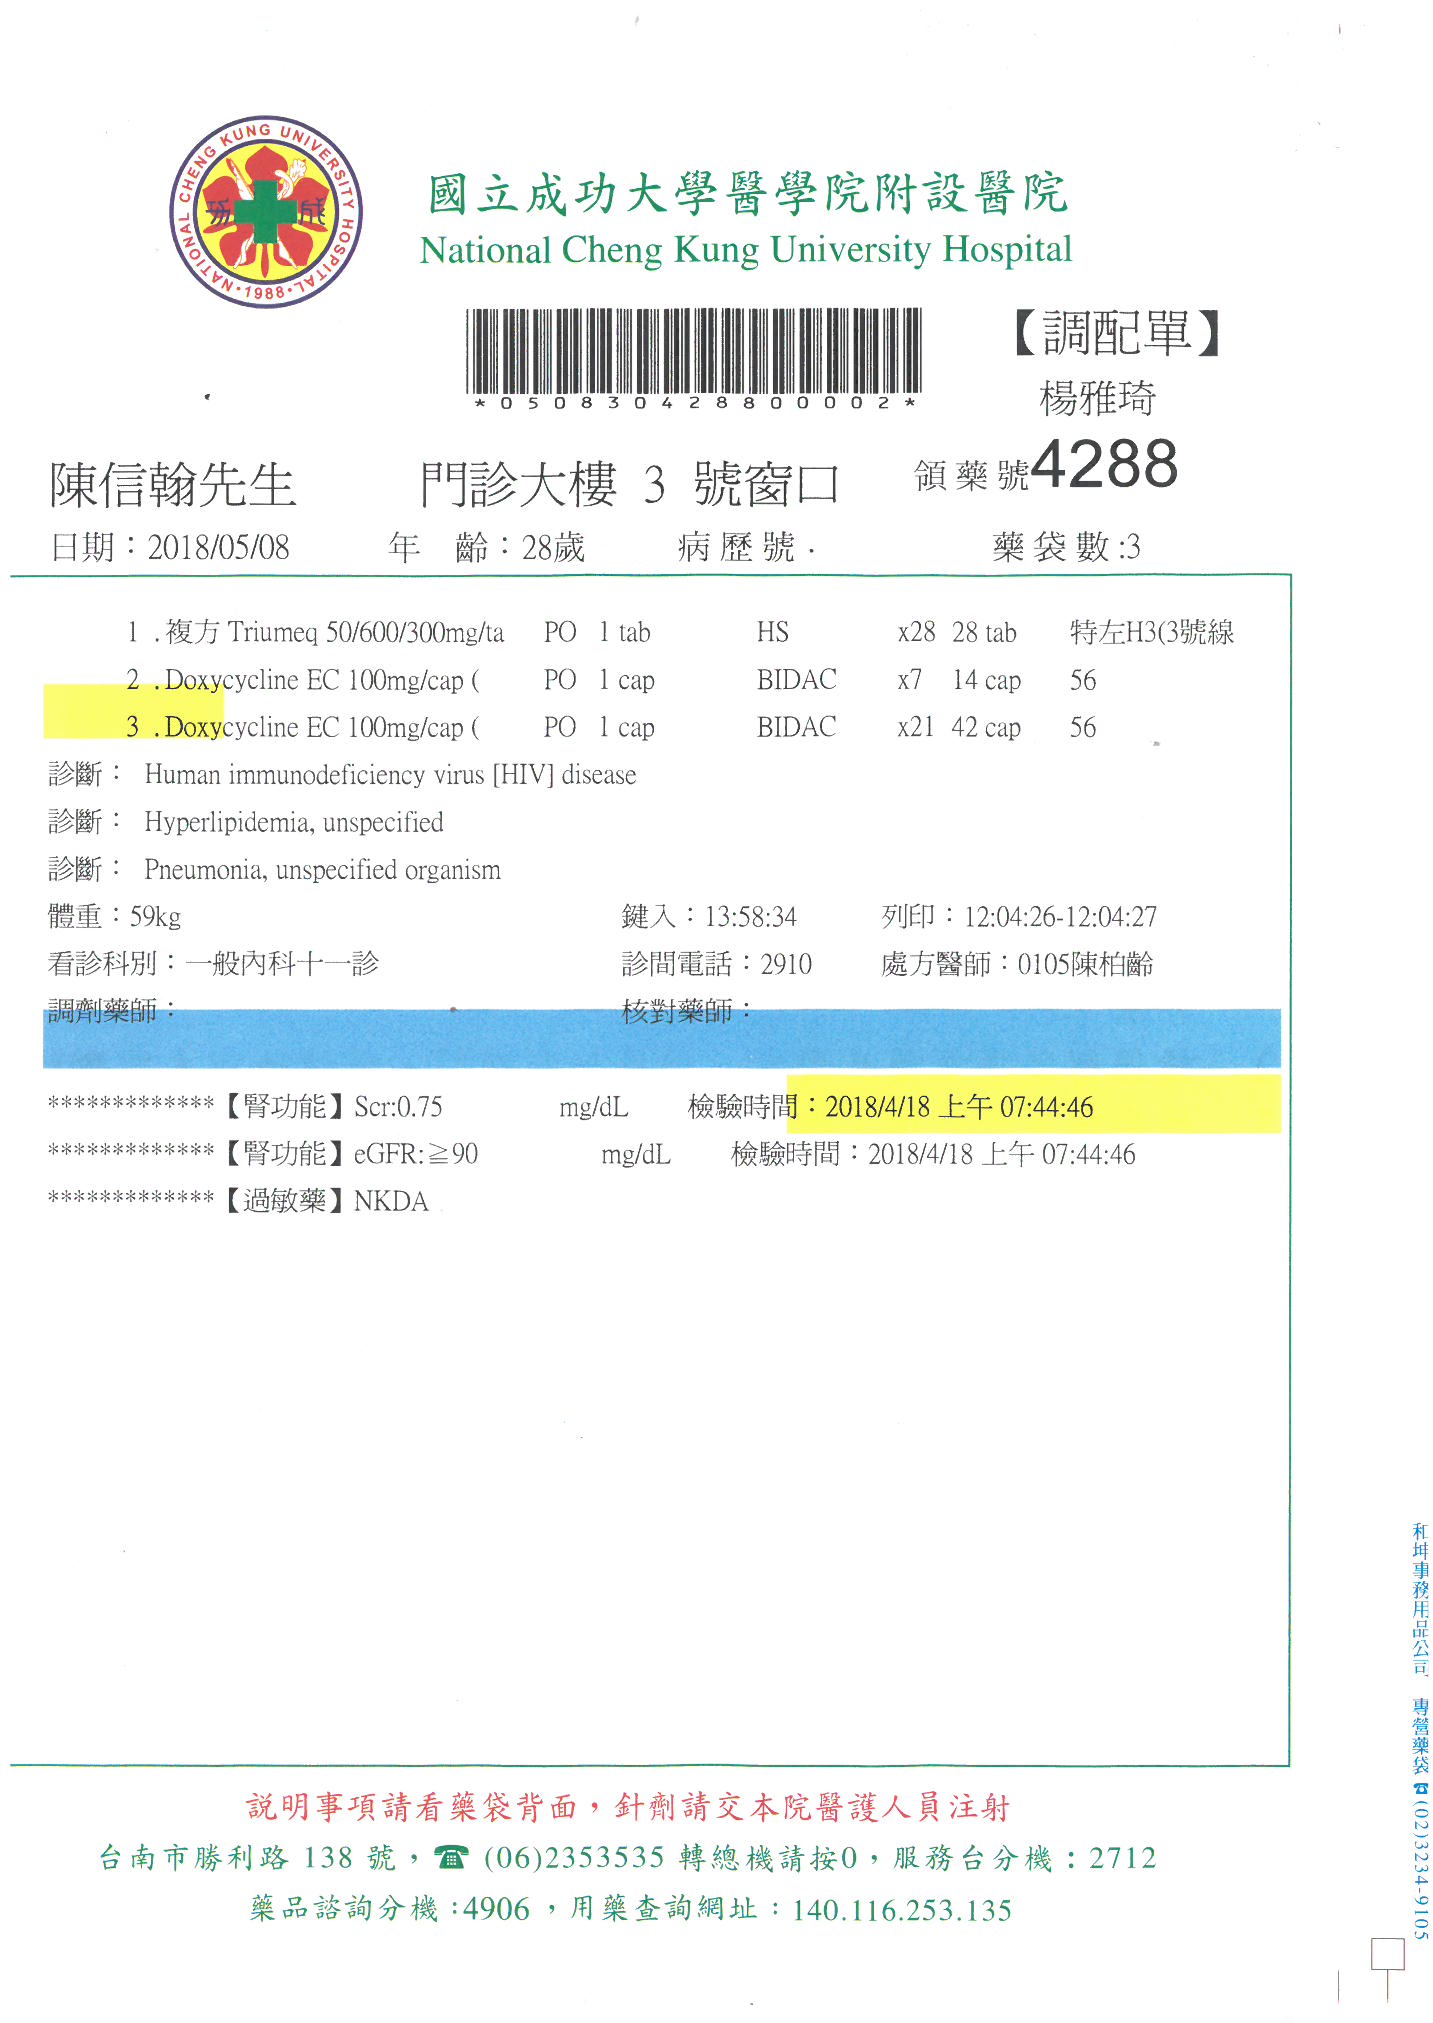 NATIONAL CHENG KUNG UNIVERSITY HOSPITAL
成功
·1988·
國立成功大學醫學院附設醫院
National Cheng Kung University Hospital
*050830428800002*
【調配單】
楊雅琦
陳信翰先生 門診大樓 3 號窗口 領藥號4288
日期：2018/05/08 年 齡：28歲 病歷號. 藥袋數:3
1 .複方 Triumeq 50/600/300mg/ta PO 1 tab HS x28 28 tab 特左H3(3號線
2 .Doxycycline EC 100mg/cap ( PO 1 cap BIDAC x7 14 cap 56
3 .Doxycycline EC 100mg/cap ( PO 1 cap BIDAC x21 42 cap 56
診斷： Human immunodeficiency virus [HIV] disease
診斷： Hyperlipidemia, unspecified
診斷： Pneumonia, unspecified organism
體重：59kg 鍵入：13:58:34 列印：12:04:26-12:04:27
看診科別：一般內科十一診 診間電話：2910 處方醫師：0105陳柏齡
調劑藥師： 核對藥師：
*************【腎功能】Scr:0.75 mg/dL 檢驗時間：2018/4/18 上午 07:44:46
*************【腎功能】eGFR:≧90 mg/dL 檢驗時間：2018/4/18 上午 07:44:46
*************【過敏藥】NKDA
說明事項請看藥袋背面，針劑請交本院醫護人員注射
台南市勝利路 138 號，☎ (06)2353535 轉總機請按0，服務台分機：2712
藥品諮詢分機:4906，用藥查詢網址：140.116.253.135
和坤事務用品公司 專營藥袋☎(02)3234-9105